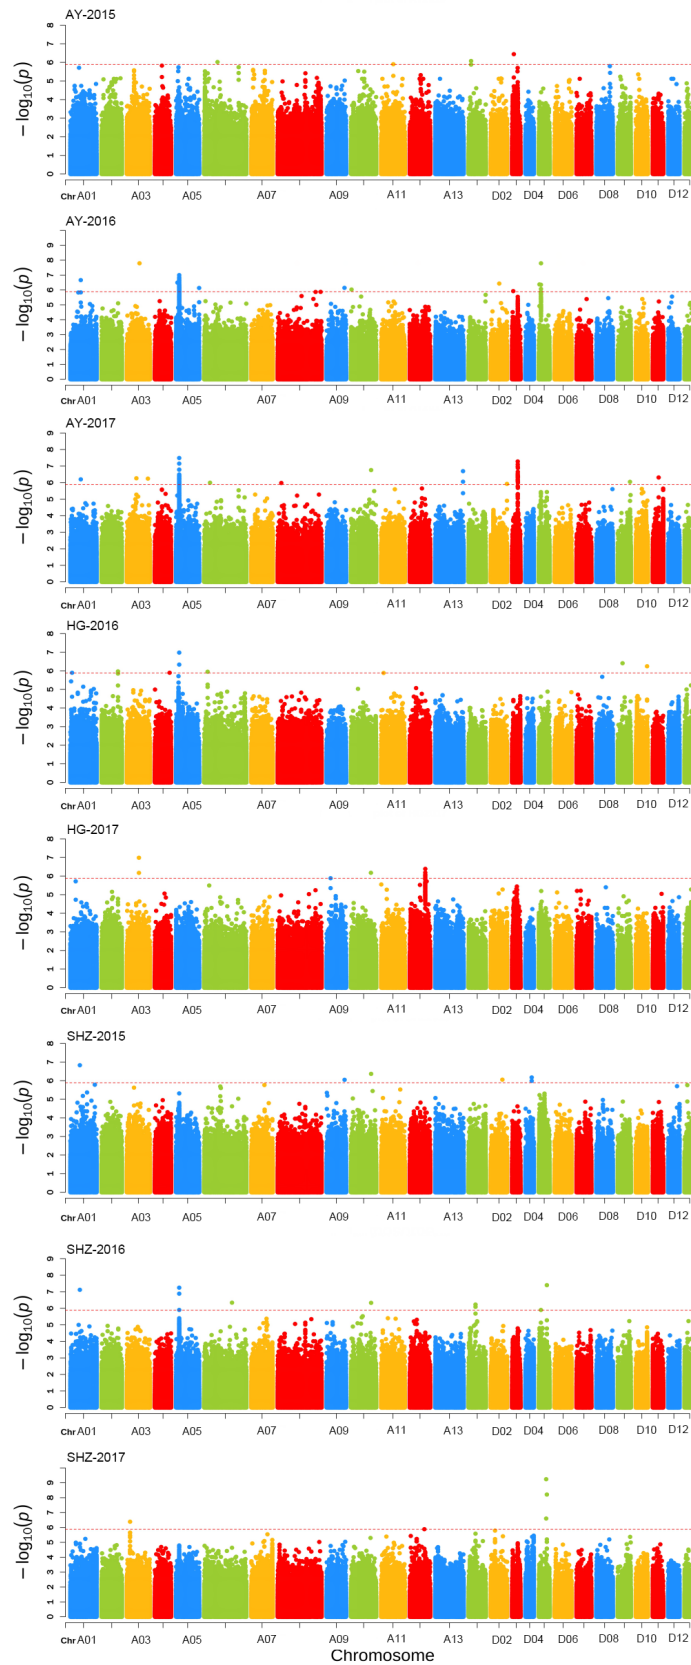 AY-2015
− log10(p)
0 1 2 3 4 5 6 7 8
Chr A01 A03 A05 A07 A09 A11 A13 D02 D04 D06 D08 D10 D12
AY-2016
− log10(p)
0 1 2 3 4 5 6 7 8 9
Chr A01 A03 A05 A07 A09 A11 A13 D02 D04 D06 D08 D10 D12
AY-2017
− log10(p)
0 1 2 3 4 5 6 7 8 9
Chr A01 A03 A05 A07 A09 A11 A13 D02 D04 D06 D08 D10 D12
HG-2016
− log10(p)
0 1 2 3 4 5 6 7 8
Chr A01 A03 A05 A07 A09 A11 A13 D02 D04 D06 D08 D10 D12
HG-2017
− log10(p)
0 1 2 3 4 5 6 7 8
Chr A01 A03 A05 A07 A09 A11 A13 D02 D04 D06 D08 D10 D12
SHZ-2015
− log10(p)
0 1 2 3 4 5 6 7 8
Chr A01 A03 A05 A07 A09 A11 A13 D02 D04 D06 D08 D10 D12
SHZ-2016
− log10(p)
0 1 2 3 4 5 6 7 8 9
Chr A01 A03 A05 A07 A09 A11 A13 D02 D04 D06 D08 D10 D12
SHZ-2017
− log10(p)
0 1 2 3 4 5 6 7 8 9
Chr A01 A03 A05 A07 A09 A11 A13 D02 D04 D06 D08 D10 D12
Chromosome